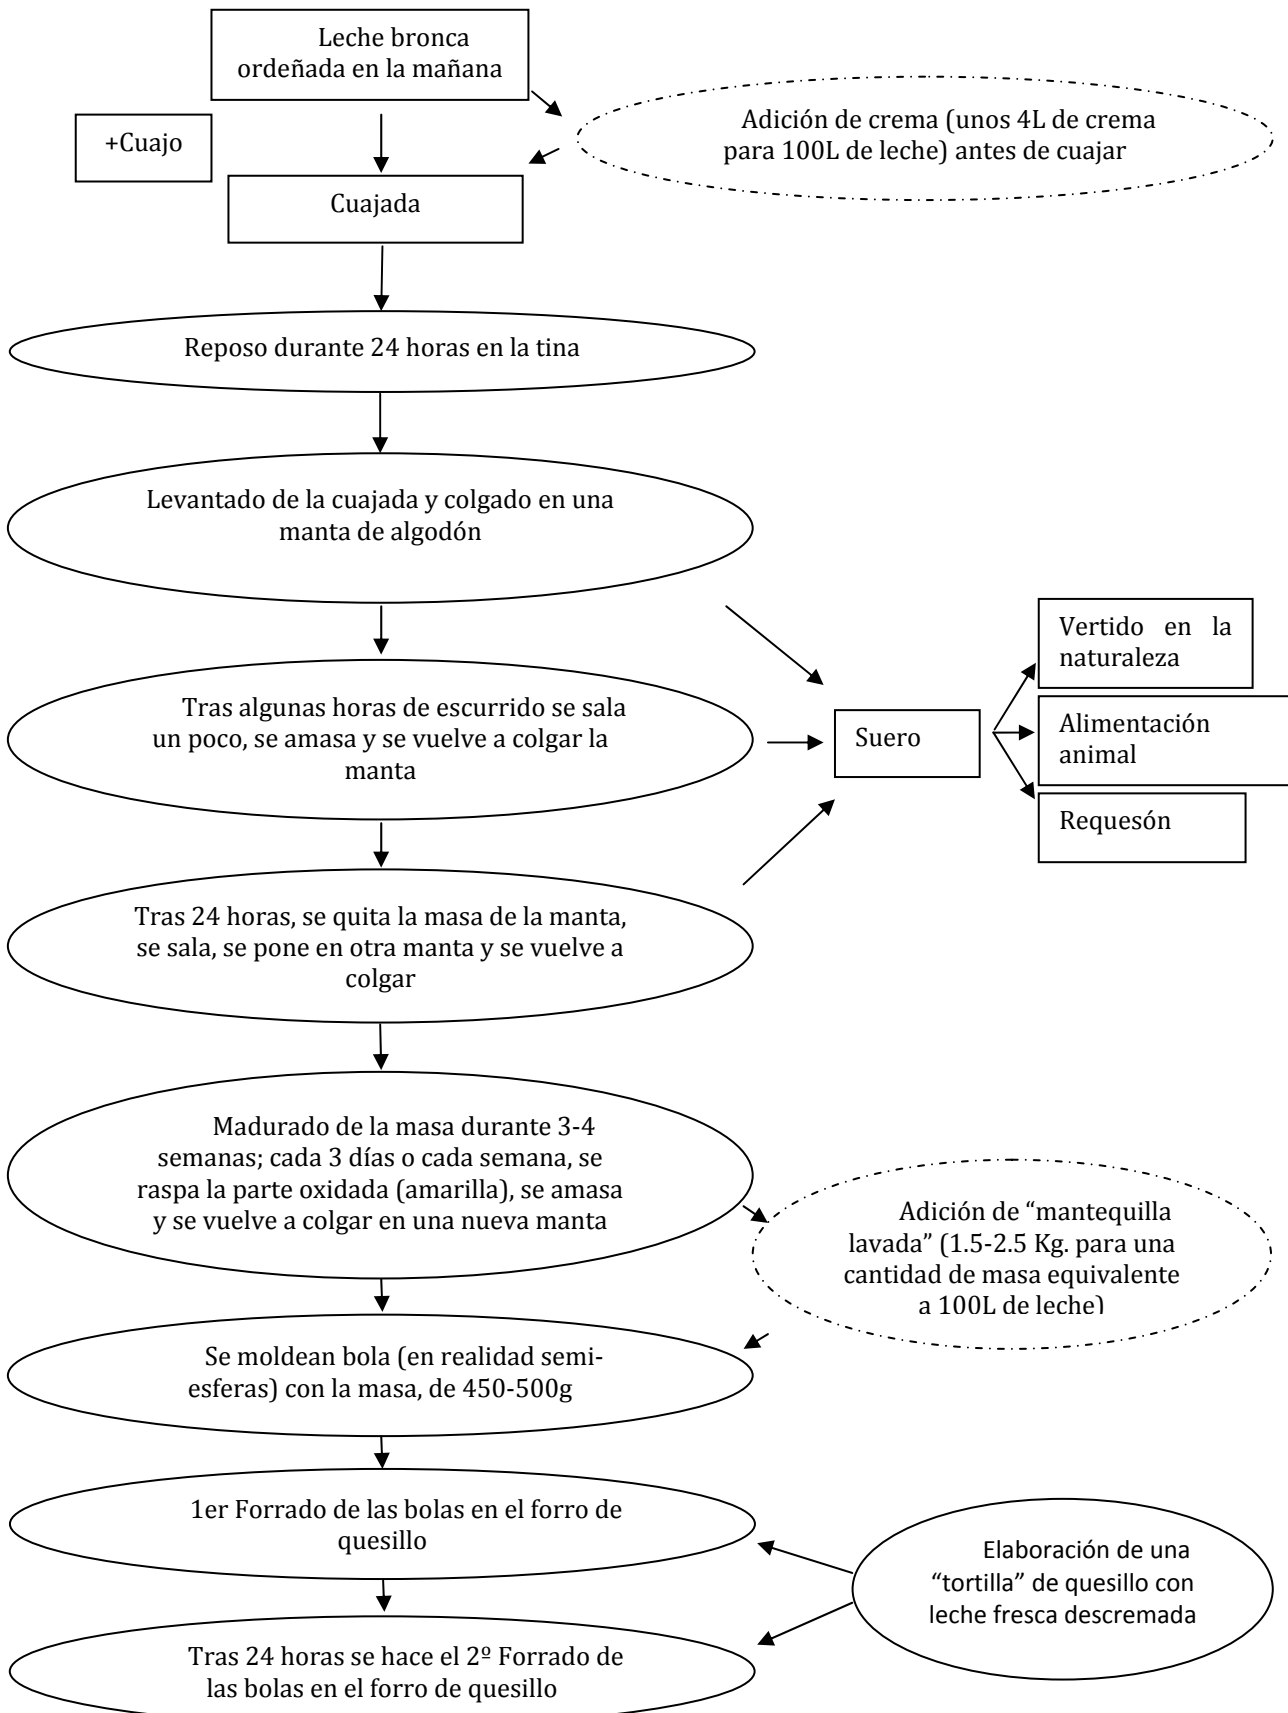 Leche bronca
ordeñada en la mañana
+Cuajo
Adición de crema (unos 4L de crema
para 100L de leche) antes de cuajar
Cuajada
Reposo durante 24 horas en la tina
Levantado de la cuajada y colgado en una
manta de algodón
Tras algunas horas de escurrido se sala
un poco, se amasa y se vuelve a colgar la
manta
Suero
Vertido en la
naturaleza
Alimentación
animal
Requesón
Tras 24 horas, se quita la masa de la manta,
se sala, se pone en otra manta y se vuelve a
colgar
Madurado de la masa durante 3-4
semanas; cada 3 días o cada semana, se
raspa la parte oxidada (amarilla), se amasa
y se vuelve a colgar en una nueva manta
Adición de “mantequilla
lavada” (1.5-2.5 Kg. para una
cantidad de masa equivalente
a 100L de leche)
Se moldean bola (en realidad semi-
esferas) con la masa, de 450-500g
1er Forrado de las bolas en el forro de
quesillo
Elaboración de una
“tortilla” de quesillo con
leche fresca descremada
Tras 24 horas se hace el 2º Forrado de
las bolas en el forro de quesillo